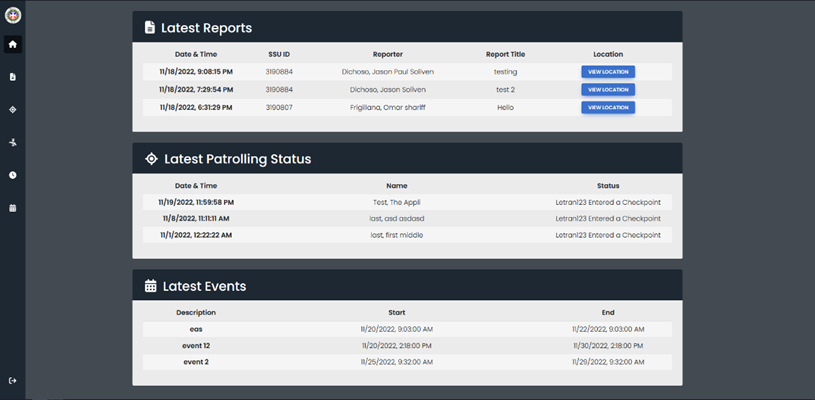 Latest Reports
Date & Time SSU ID Reporter Report Title Location
11/18/2022, 9:08:15 PM 3190884 Dichoso, Jason Paul Soliven testing VIEW LOCATION
11/18/2022, 7:29:54 PM 3190884 Dichoso, Jason Soliven test 2 VIEW LOCATION
11/18/2022, 6:31:29 PM 3190807 Frigillana, Omar shariff Hello VIEW LOCATION
Latest Patrolling Status
Date & Time Name Status
11/19/2022, 11:59:58 PM Test, The Appli Letran123 Entered a Checkpoint
11/8/2022, 11:11:11 AM last, asd asdasd Letran123 Entered a Checkpoint
11/1/2022, 12:22:22 AM last, first middle Letran123 Entered a Checkpoint
Latest Events
Description Start End
eas 11/20/2022, 9:03:00 AM 11/22/2022, 9:03:00 AM
event 12 11/20/2022, 2:18:00 PM 11/30/2022, 2:18:00 PM
event 2 11/25/2022, 9:32:00 AM 11/29/2022, 9:32:00 AM